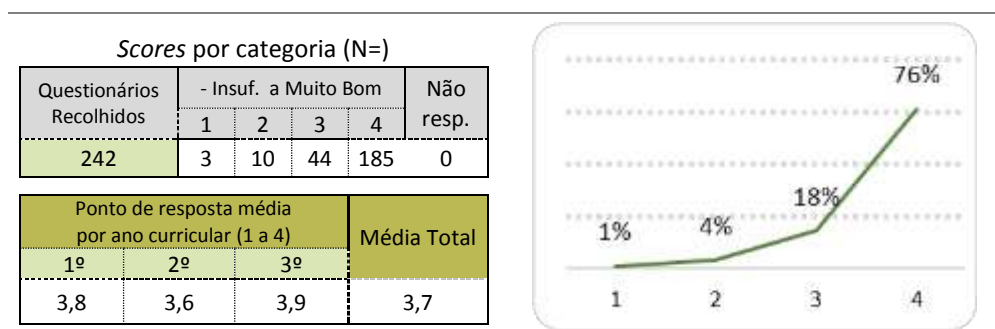 Scores por categoria (N=)
Questionários Recolhidos - Insuf. a Muito Bom Não resp.
1 2 3 4
242 3 10 44 185 0
Ponto de resposta média
por ano curricular (1 a 4) Média Total
1º 2º 3º
3,8 3,6 3,9 3,7
76%
18%
1% 4%
1 2 3 4